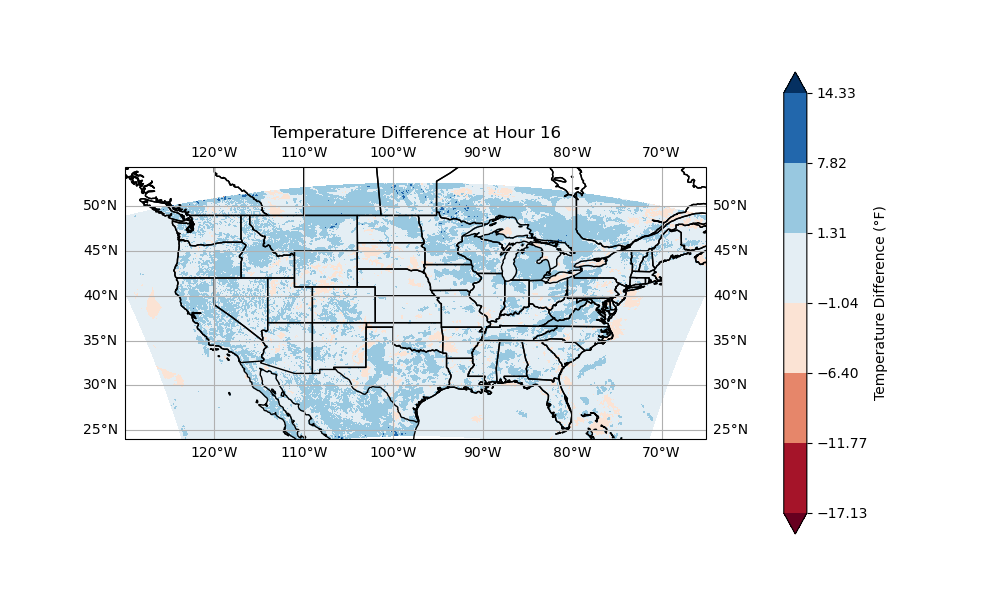 Temperature Difference at Hour 16
120°W 110°W 100°W 90°W 80°W 70°W
50°N 50°N
45°N 45°N
40°N 40°N
35°N 35°N
30°N 30°N
25°N 25°N
120°W 110°W 100°W 90°W 80°W 70°W
14.33
7.82
1.31
−1.04
−6.40
−11.77
−17.13
Temperature Difference (°F)